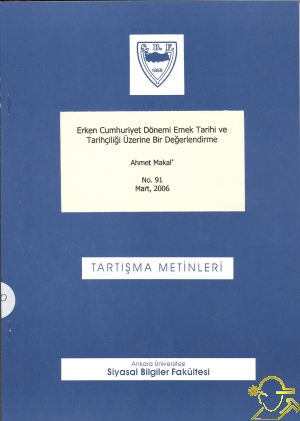 S.B.F.
1859
Erken Cumhuriyet Dönemi Emek Tarihi ve
Tarihçiliği Üzerine Bir Değerlendirme
Ahmet Makal*
No. 91
Mart, 2006
TARTIŞMA METİNLERİ
Ankara Üniversitesi
Siyasal Bilgiler Fakültesi